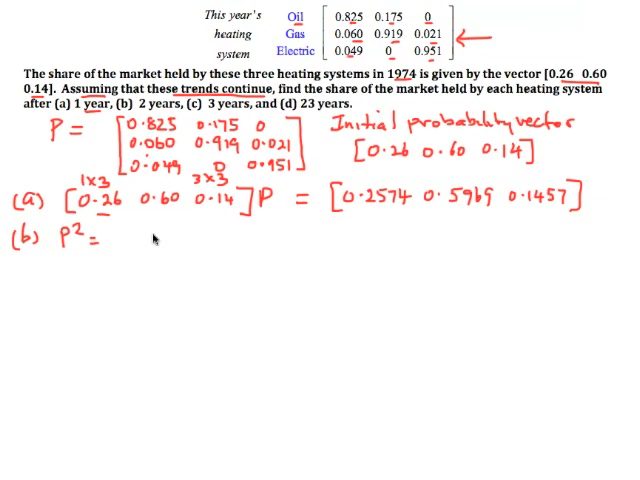 This year's Oil 0.825 0.175 0
heating Gas 0.060 0.919 0.021
system Electric 0.049 0 0.951
The share of the market held by these three heating systems in 1974 is given by the vector [0.26 0.60
0.14]. Assuming that these trends continue, find the share of the market held by each heating system
after (a) 1 year, (b) 2 years, (c) 3 years, and (d) 23 years.
P = [0.825 0.175 0 Initial probability vector
0.060 0.919 0.021 [0.26 0.60 0.14]
0.049 0 0.951]
1x3 3x3
(a) [0.26 0.60 0.14]P = [0.2574 0.5969 0.1457]
(b) P² =